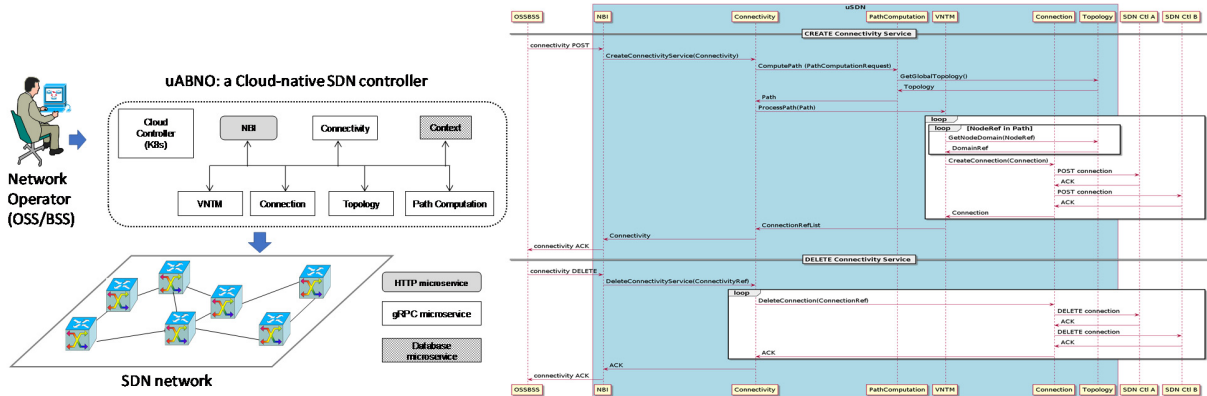 uABNO: a Cloud-native SDN controller
Cloud
Controller
(K8s)
NBI
Connectivity
Context
VNTM
Connection
Topology
Path Computation
Network
Operator
(OSS/BSS)
HTTP microservice
gRPC microservice
Database
microservice
SDN network
uSDN
OSSBSS
NBI
Connectivity
PathComputation
VNTM
Connection
Topology
SDN Ctl A
SDN Ctl B
CREATE Connectivity Service
connectivity POST
CreateConnectivityService(Connectivity)
ComputePath (PathComputationRequest)
GetGlobalTopology()
Topology
Path
ProcessPath(Path)
loop
loop
[NodeRef in Path]
GetNodeDomain(NodeRef)
DomainRef
CreateConnection(Connection)
POST connection
ACK
POST connection
ACK
Connection
ConnectionRefList
Connectivity
connectivity ACK
DELETE Connectivity Service
connectivity DELETE
DeleteConnectivityService(ConnectivityRef)
loop
DeleteConnection(ConnectionRef)
DELETE connection
ACK
DELETE connection
ACK
ACK
ACK
connectivity ACK
OSSBSS
NBI
Connectivity
PathComputation
VNTM
Connection
Topology
SDN Ctl A
SDN Ctl B